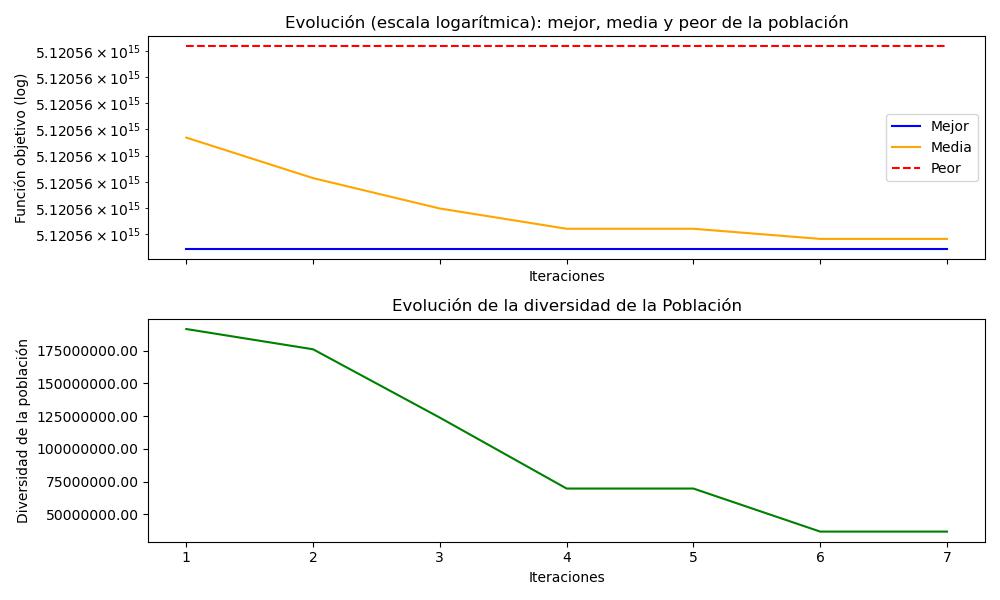 Evolución (escala logarítmica): mejor, media y peor de la población
Función objetivo (log)
5.12056 × 10^15
5.12056 × 10^15
5.12056 × 10^15
5.12056 × 10^15
5.12056 × 10^15
5.12056 × 10^15
5.12056 × 10^15
5.12056 × 10^15
Mejor
Media
Peor
Iteraciones
Evolución de la diversidad de la Población
Diversidad de la población
175000000.00
150000000.00
125000000.00
100000000.00
75000000.00
50000000.00
1 2 3 4 5 6 7
Iteraciones